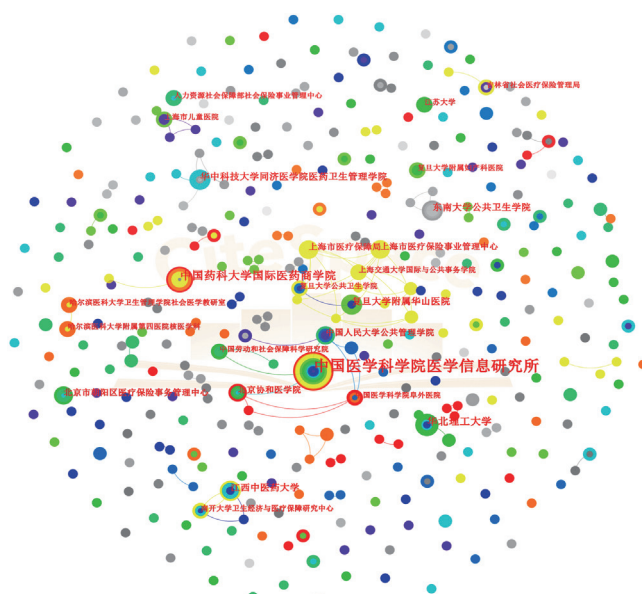 人力资源社会保障部社会保险事业管理中心
江苏大学
吉林省社会医疗保险管理局
上海市儿童医院
复旦大学附属妇产科医院
华中科技大学同济医学院医药卫生管理学院
东南大学公共卫生学院
上海市医疗保障局
上海市医疗保险事业管理中心
上海交通大学国际与公共事务学院
中国药科大学国际医药商学院
复旦大学公共卫生学院
复旦大学附属华山医院
哈尔滨医科大学卫生管理学院社会医学教研室
哈尔滨医科大学附属第四医院核医学科
中国人民大学公共管理学院
中国劳动和社会保障科学研究院
中国医学科学院医学信息研究所
北京市朝阳区医疗保险事务管理中心
北京协和医学院
中国医学科学院阜外医院
华北理工大学
江西中医药大学
南开大学卫生经济与医疗保障研究中心